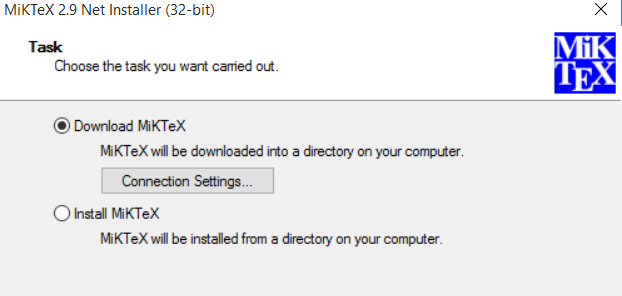 MiKTeX 2.9 Net Installer (32-bit)
Task
Choose the task you want carried out.
MiK
TEX
Download MiKTeX
MiKTeX will be downloaded into a directory on your computer.
Connection Settings...
Install MiKTeX
MiKTeX will be installed from a directory on your computer.